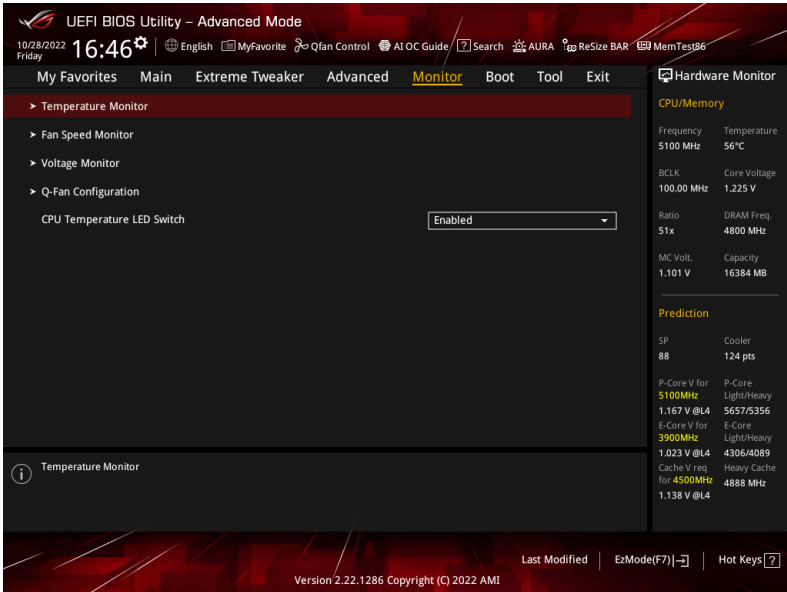 UEFI BIOS Utility – Advanced Mode
10/28/2022
Friday
16:46
English
MyFavorite
Qfan Control
AI OC Guide
? Search
AURA
ReSize BAR
MemTest86
My Favorites
Main
Extreme Tweaker
Advanced
Monitor
Boot
Tool
Exit
Hardware Monitor
> Temperature Monitor
> Fan Speed Monitor
> Voltage Monitor
> Q-Fan Configuration
CPU Temperature LED Switch
Enabled
CPU/Memory
Frequency Temperature
5100 MHz 56°C
BCLK Core Voltage
100.00 MHz 1.225 V
Ratio DRAM Freq.
51x 4800 MHz
MC Volt. Capacity
1.101 V 16384 MB
Prediction
SP Cooler
88 124 pts
P-Core V for P-Core
5100MHz Light/Heavy
1.167 V @L4 5657/5356
E-Core V for E-Core
3900MHz Light/Heavy
1.023 V @L4 4306/4089
Cache V req Heavy Cache
for 4500MHz 4888 MHz
1.138 V @L4
i
Temperature Monitor
Last Modified
EzMode(F7)
Hot Keys ?
Version 2.22.1286 Copyright (C) 2022 AMI